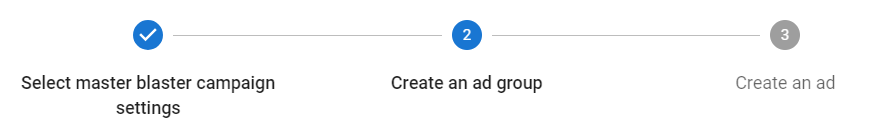 2
3
Select master blaster campaign
settings
Create an ad group
Create an ad